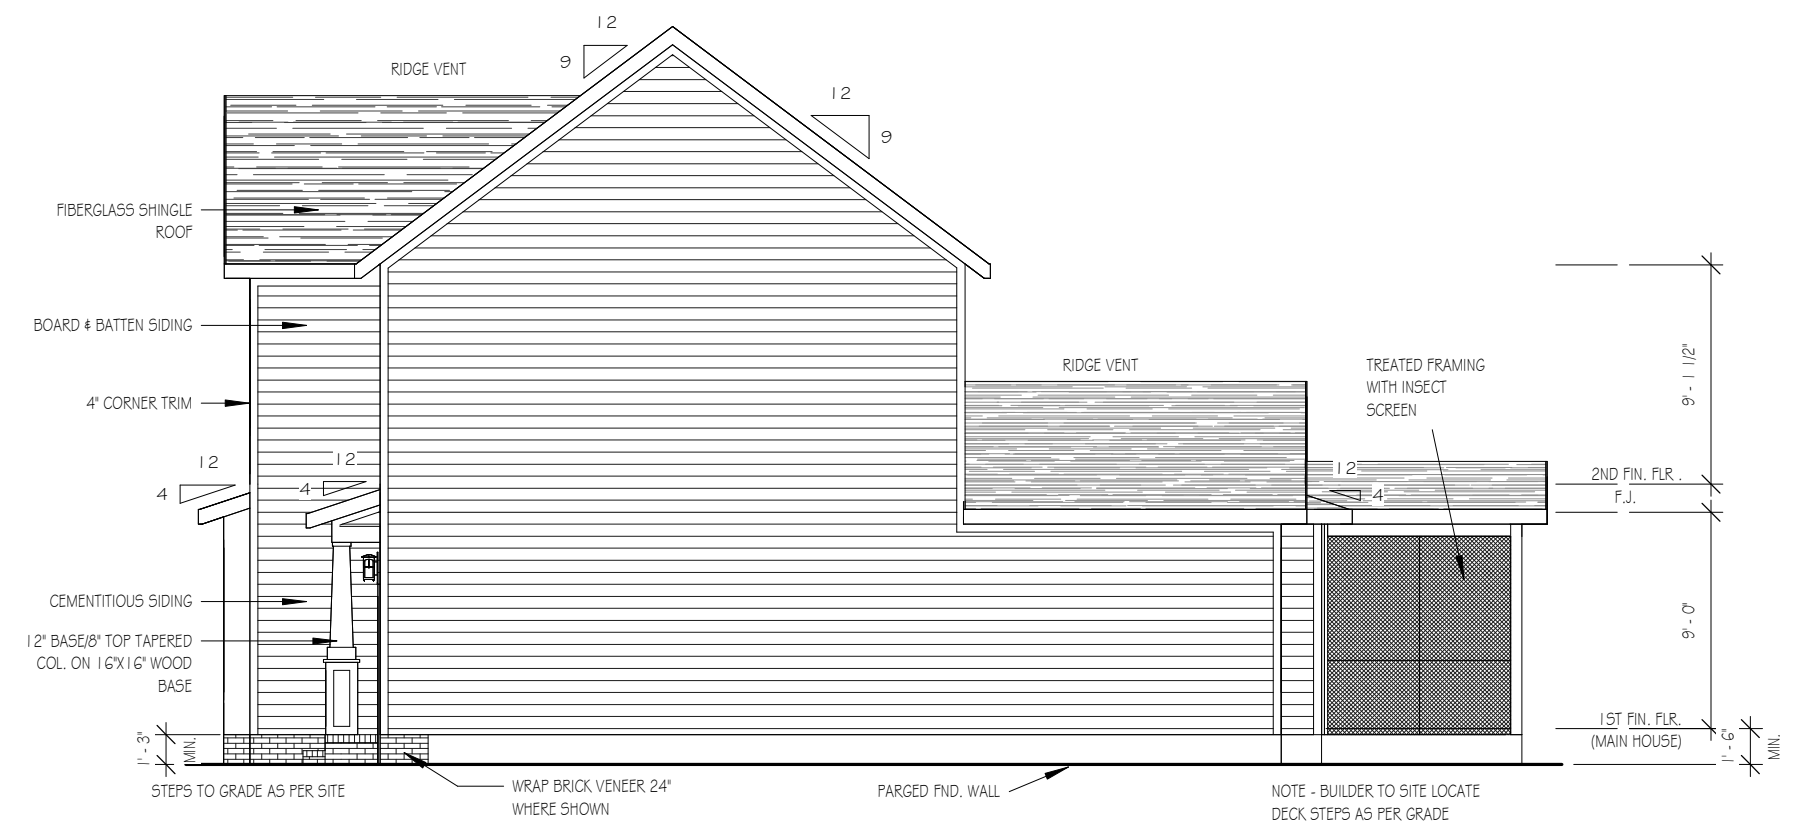 12
9
RIDGE VENT
12
9
FIBERGLASS SHINGLE
ROOF
BOARD & BATTEN SIDING
4" CORNER TRIM
12
4
12
4
CEMENTITIOUS SIDING
12" BASE/8" TOP TAPERED
COL. ON 16"X16" WOOD
BASE
1' - 3"
MIN.
STEPS TO GRADE AS PER SITE
WRAP BRICK VENEER 24"
WHERE SHOWN
PARGED FND. WALL
RIDGE VENT
TREATED FRAMING
WITH INSECT
SCREEN
12
4
9' - 1 1/2"
2ND FIN. FLR .
F.J.
9' - 0"
1ST FIN. FLR.
(MAIN HOUSE)
1' - 6"
MIN.
NOTE - BUILDER TO SITE LOCATE
DECK STEPS AS PER GRADE